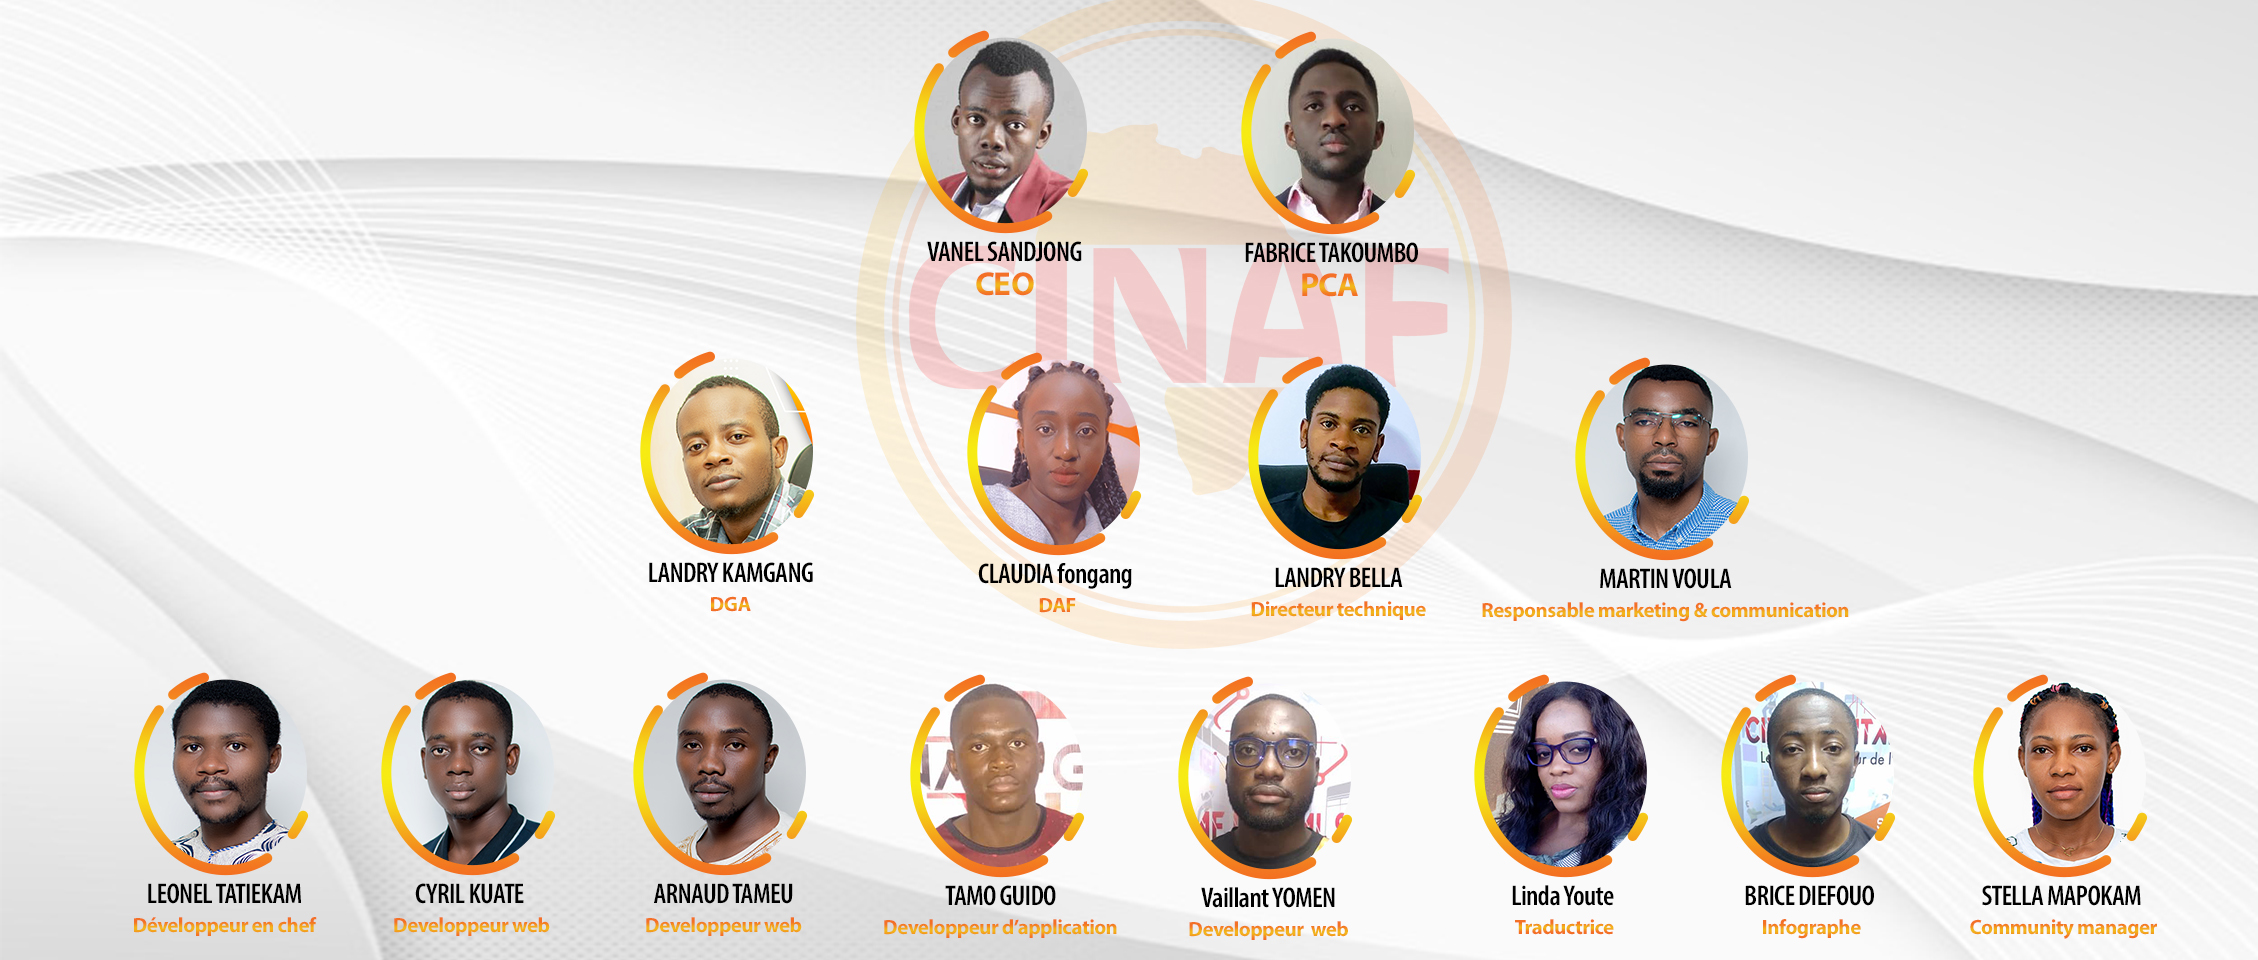 VANEL SANDJONG
CEO
FABRICE TAKOUMBO
PCA
CINAF
LANDRY KAMGANG
DGA
CLAUDIA fongang
DAF
LANDRY BELLA
Directeur technique
MARTIN VOULA
Responsable marketing & communication
LEONEL TATIEKAM
Développeur en chef
CYRIL KUATE
Developpeur web
ARNAUD TAMEU
Developpeur web
TAMO GUIDO
Developpeur d'application
Vaillant YOMEN
Developpeur web
Linda Youte
Traductrice
BRICE DIEFOUO
Infographe
STELLA MAPOKAM
Community manager